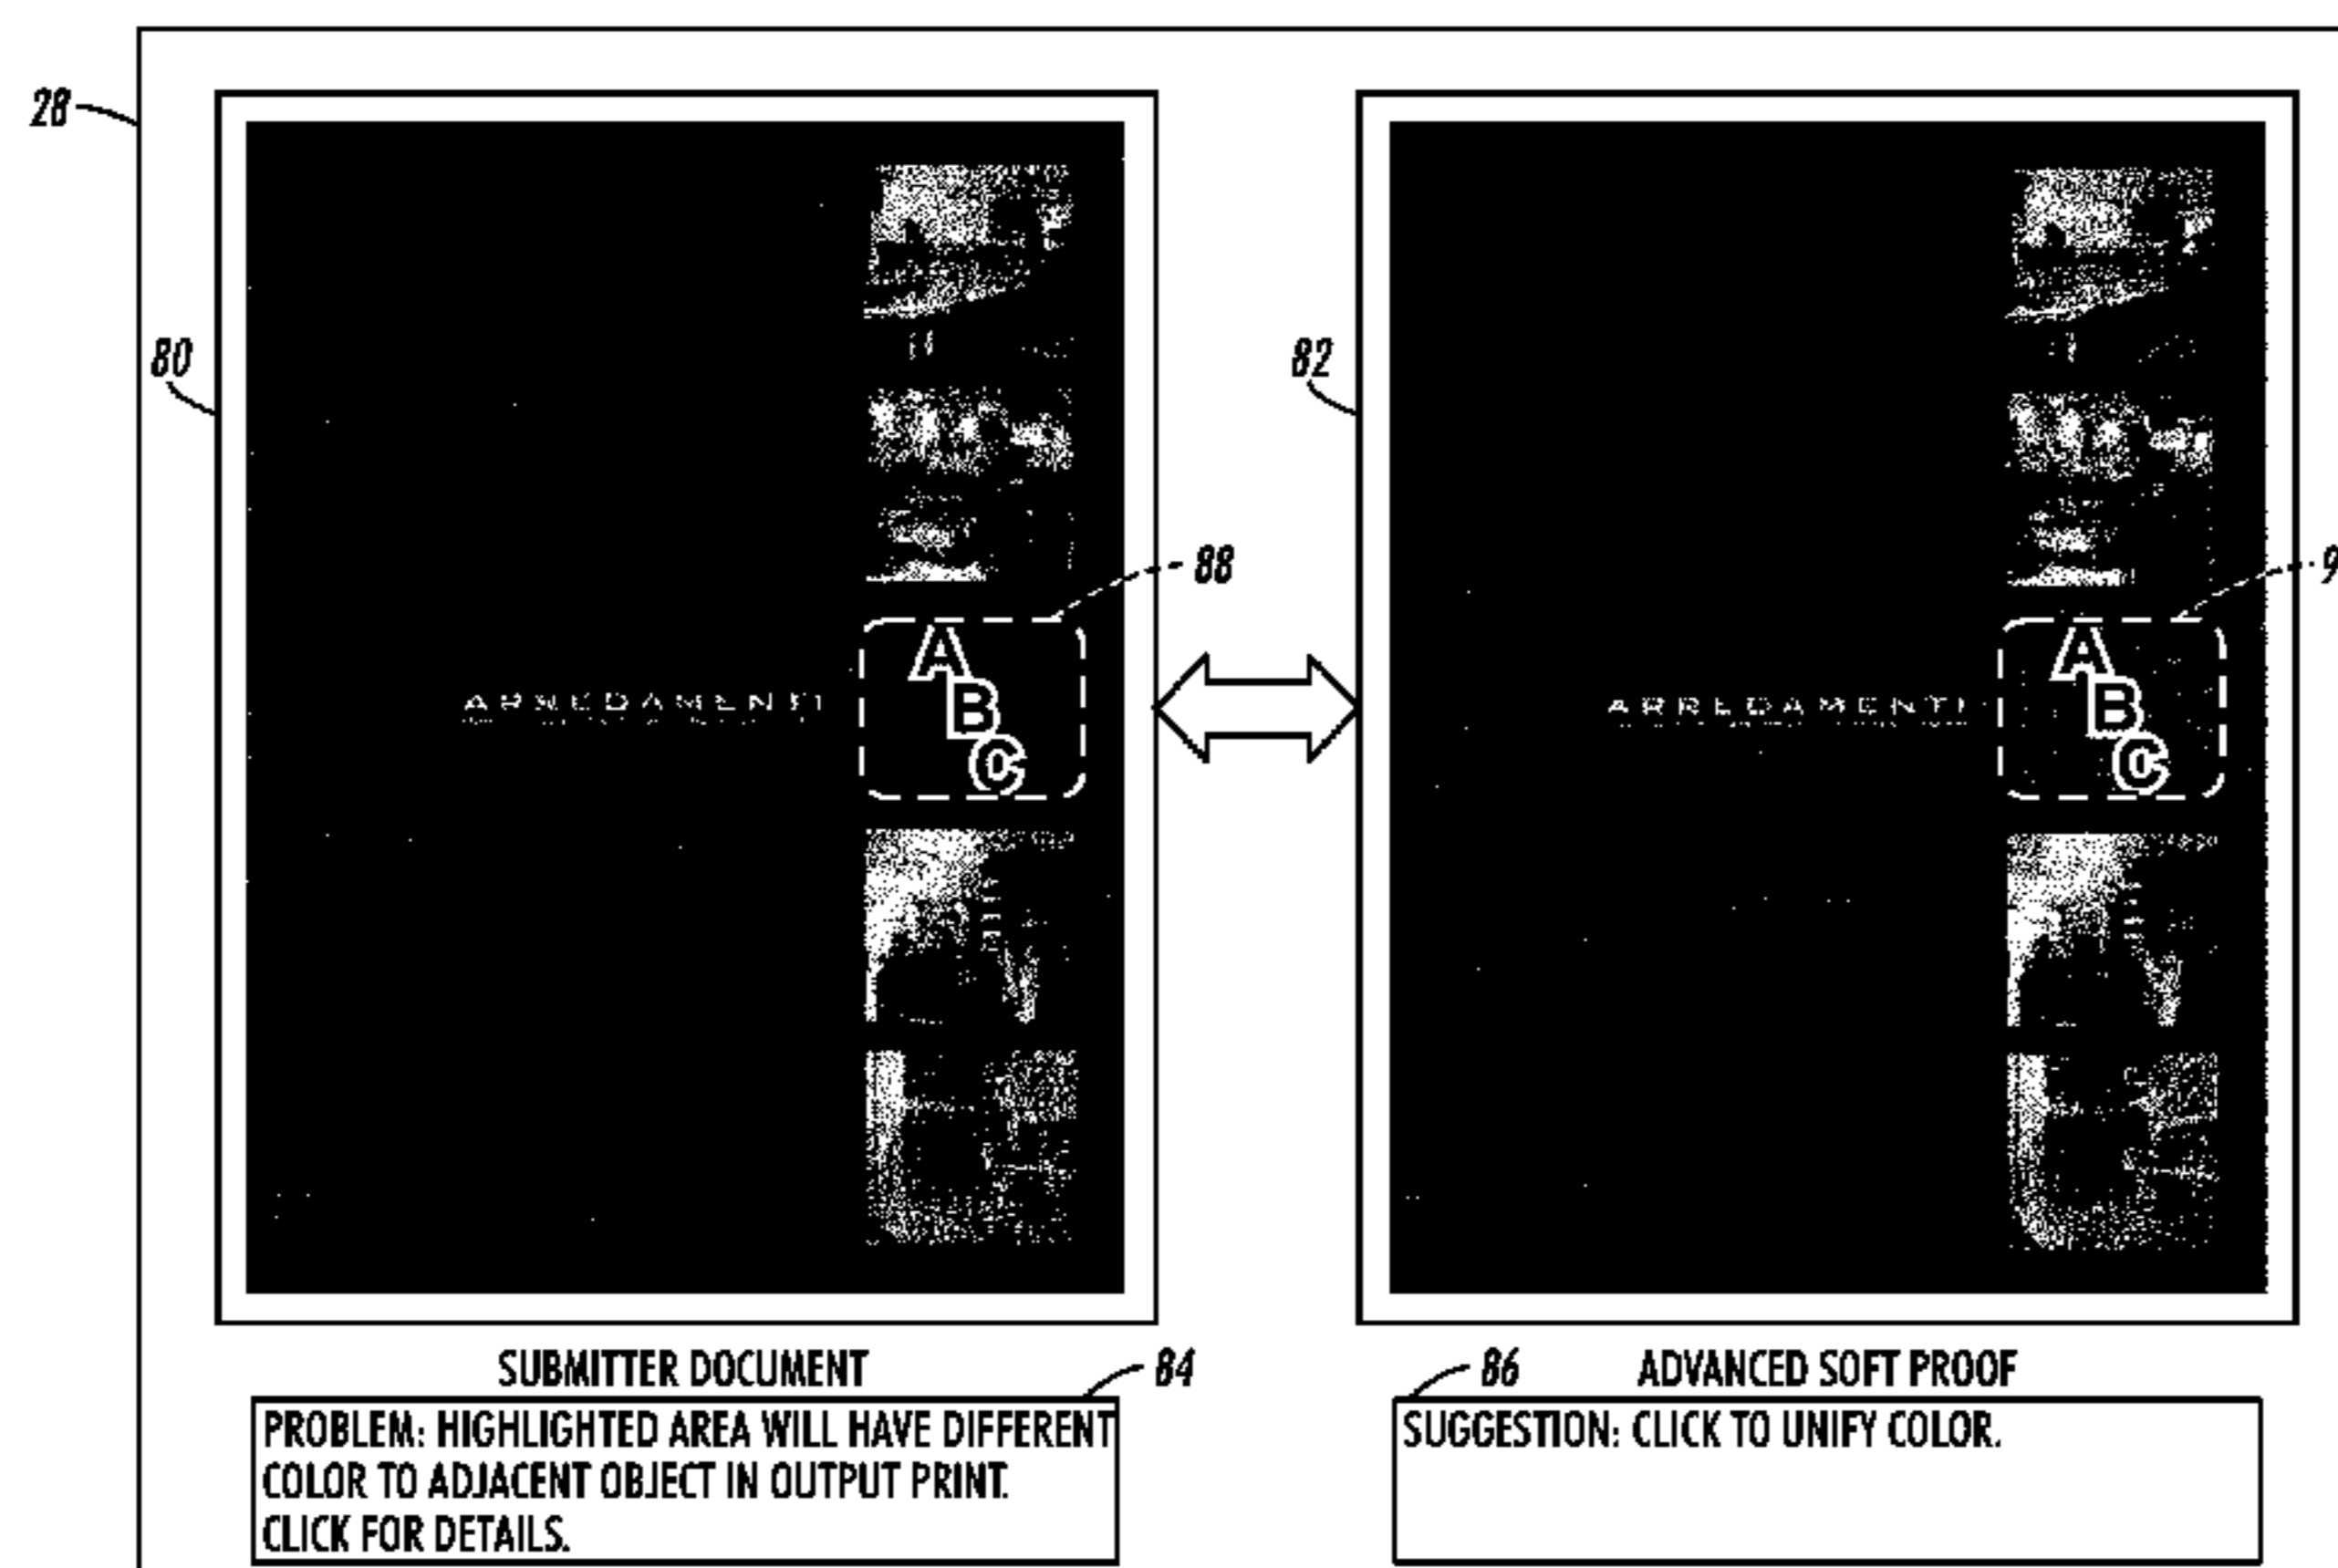 28
80
82
88
9
A
B
C
A
B
C
ARREDAMENTI
ARREDAMENTI
SUBMITTER DOCUMENT
84
PROBLEM: HIGHLIGHTED AREA WILL HAVE DIFFERENT
COLOR TO ADJACENT OBJECT IN OUTPUT PRINT.
CLICK FOR DETAILS.
86
ADVANCED SOFT PROOF
SUGGESTION: CLICK TO UNIFY COLOR.